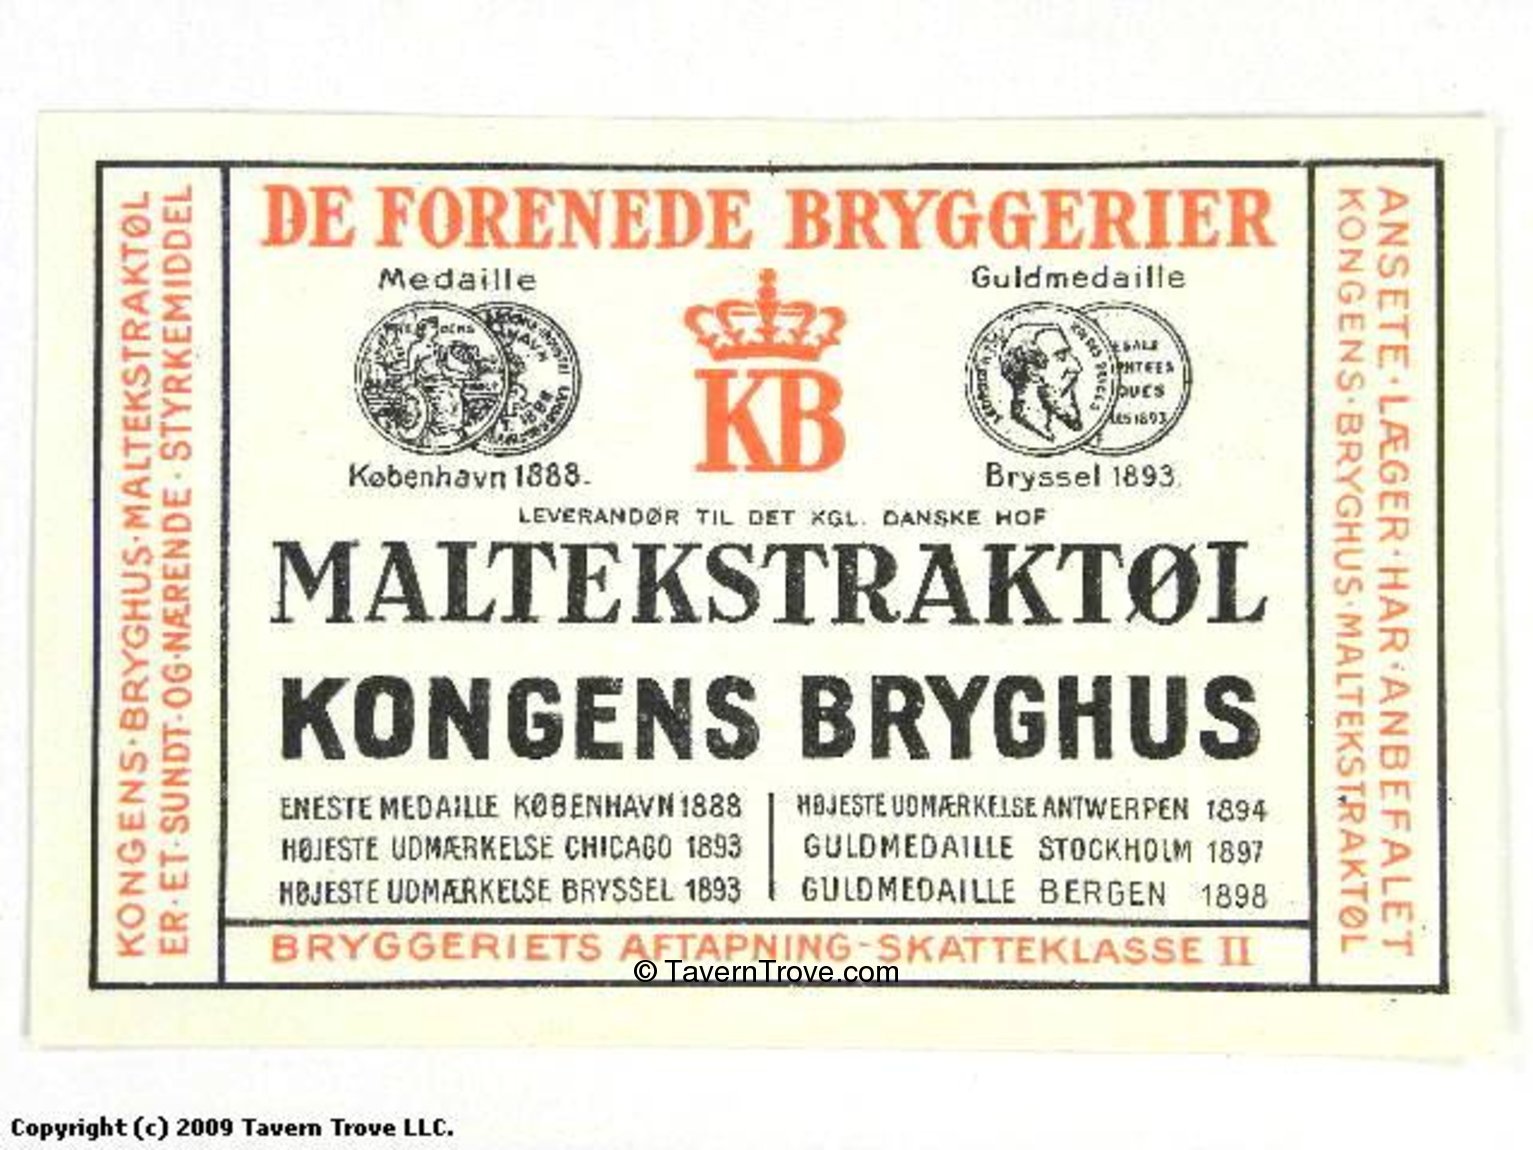 DE FORENEDE BRYGGERIER
Medaille
Guldmedaille
KB
København 1888.
Bryssel 1893.
LEVERANDØR TIL DET KGL. DANSKE HOF
MALTEKSTRAKTØL
KONGENS BRYGHUS
ENESTE MEDAILLE KØBENHAVN 1888
HØJESTE UDMÆRKELSE CHICAGO 1893
HØJESTE UDMÆRKELSE BRYSSEL 1893
HØJESTE UDMÆRKELSE ANTWERPEN 1894
GULDMEDAILLE STOCKHOLM 1897
GULDMEDAILLE BERGEN 1898
BRYGGERIETS AFTAPNING-SKATTEKLASSE II
KONGENS·BRYGHUS·MALTEKSTRAKTØL
ER·ET·SUNDT·OG·NÆRENDE·STYRKEMIDDEL
ANSETE·LÆGER·HAR·ANBEFALET
KONGENS·BRYGHUS·MALTEKSTRAKTØL
© TavernTrove.com
Copyright (c) 2009 Tavern Trove LLC.